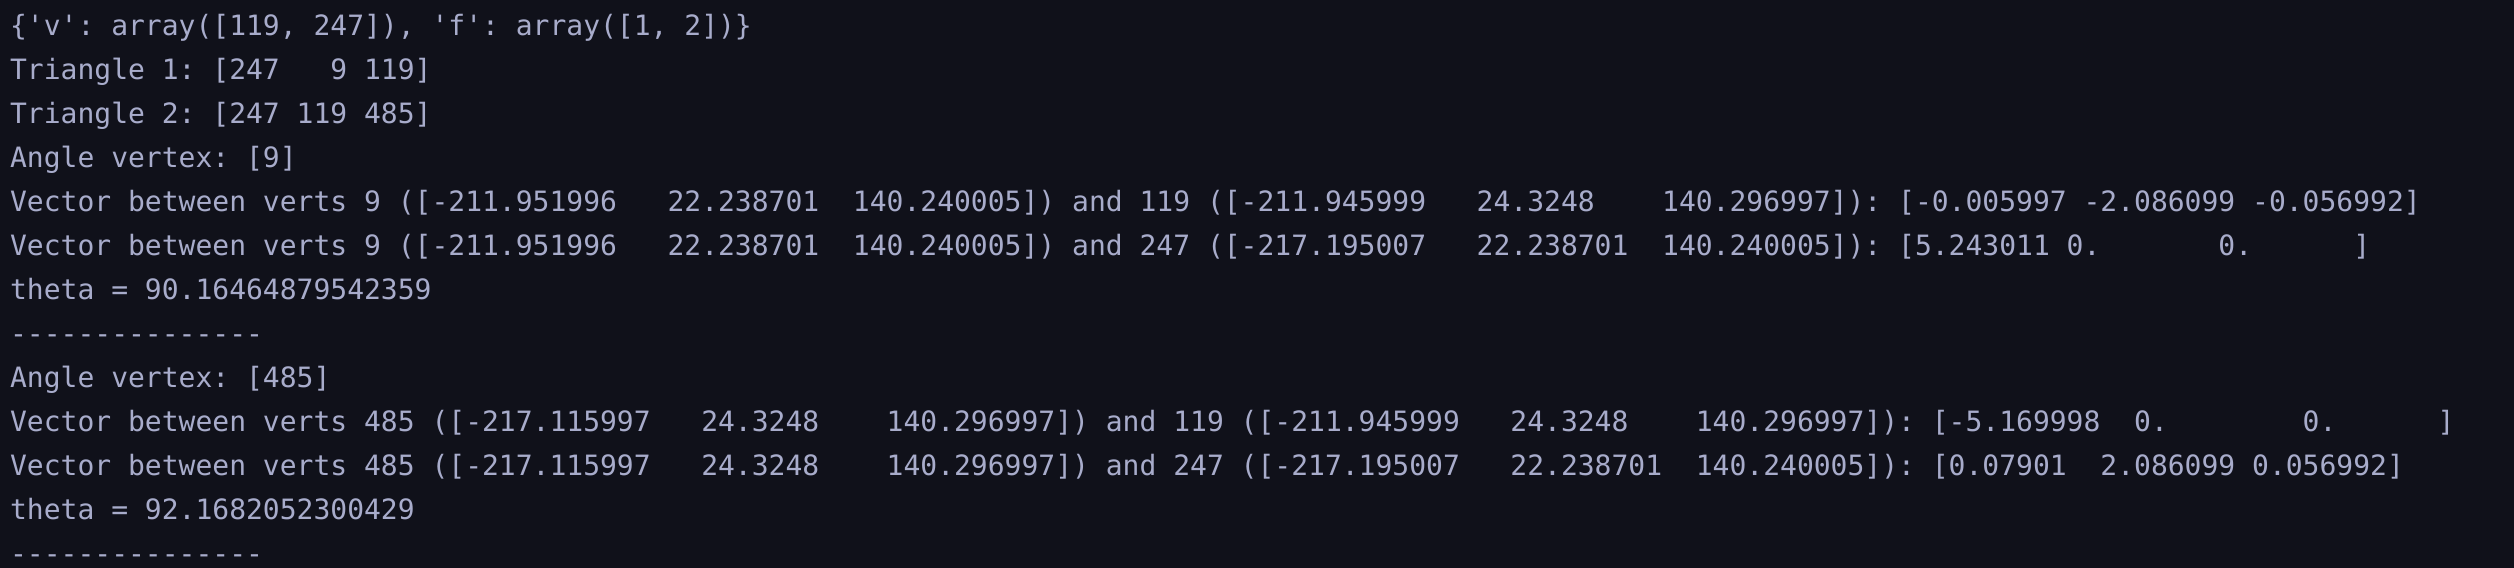 {'v': array([119, 247]), 'f': array([1, 2])}
Triangle 1: [247   9 119]
Triangle 2: [247 119 485]
Angle vertex: [9]
Vector between verts 9 ([-211.951996   22.238701  140.240005]) and 119 ([-211.945999   24.3248    140.296997]): [-0.005997 -2.086099 -0.056992]
Vector between verts 9 ([-211.951996   22.238701  140.240005]) and 247 ([-217.195007   22.238701  140.240005]): [5.243011 0.       0.      ]
theta = 90.16464879542359
---------------
Angle vertex: [485]
Vector between verts 485 ([-217.115997   24.3248    140.296997]) and 119 ([-211.945999   24.3248    140.296997]): [-5.169998  0.        0.      ]
Vector between verts 485 ([-217.115997   24.3248    140.296997]) and 247 ([-217.195007   22.238701  140.240005]): [0.07901  2.086099 0.056992]
theta = 92.1682052300429
---------------